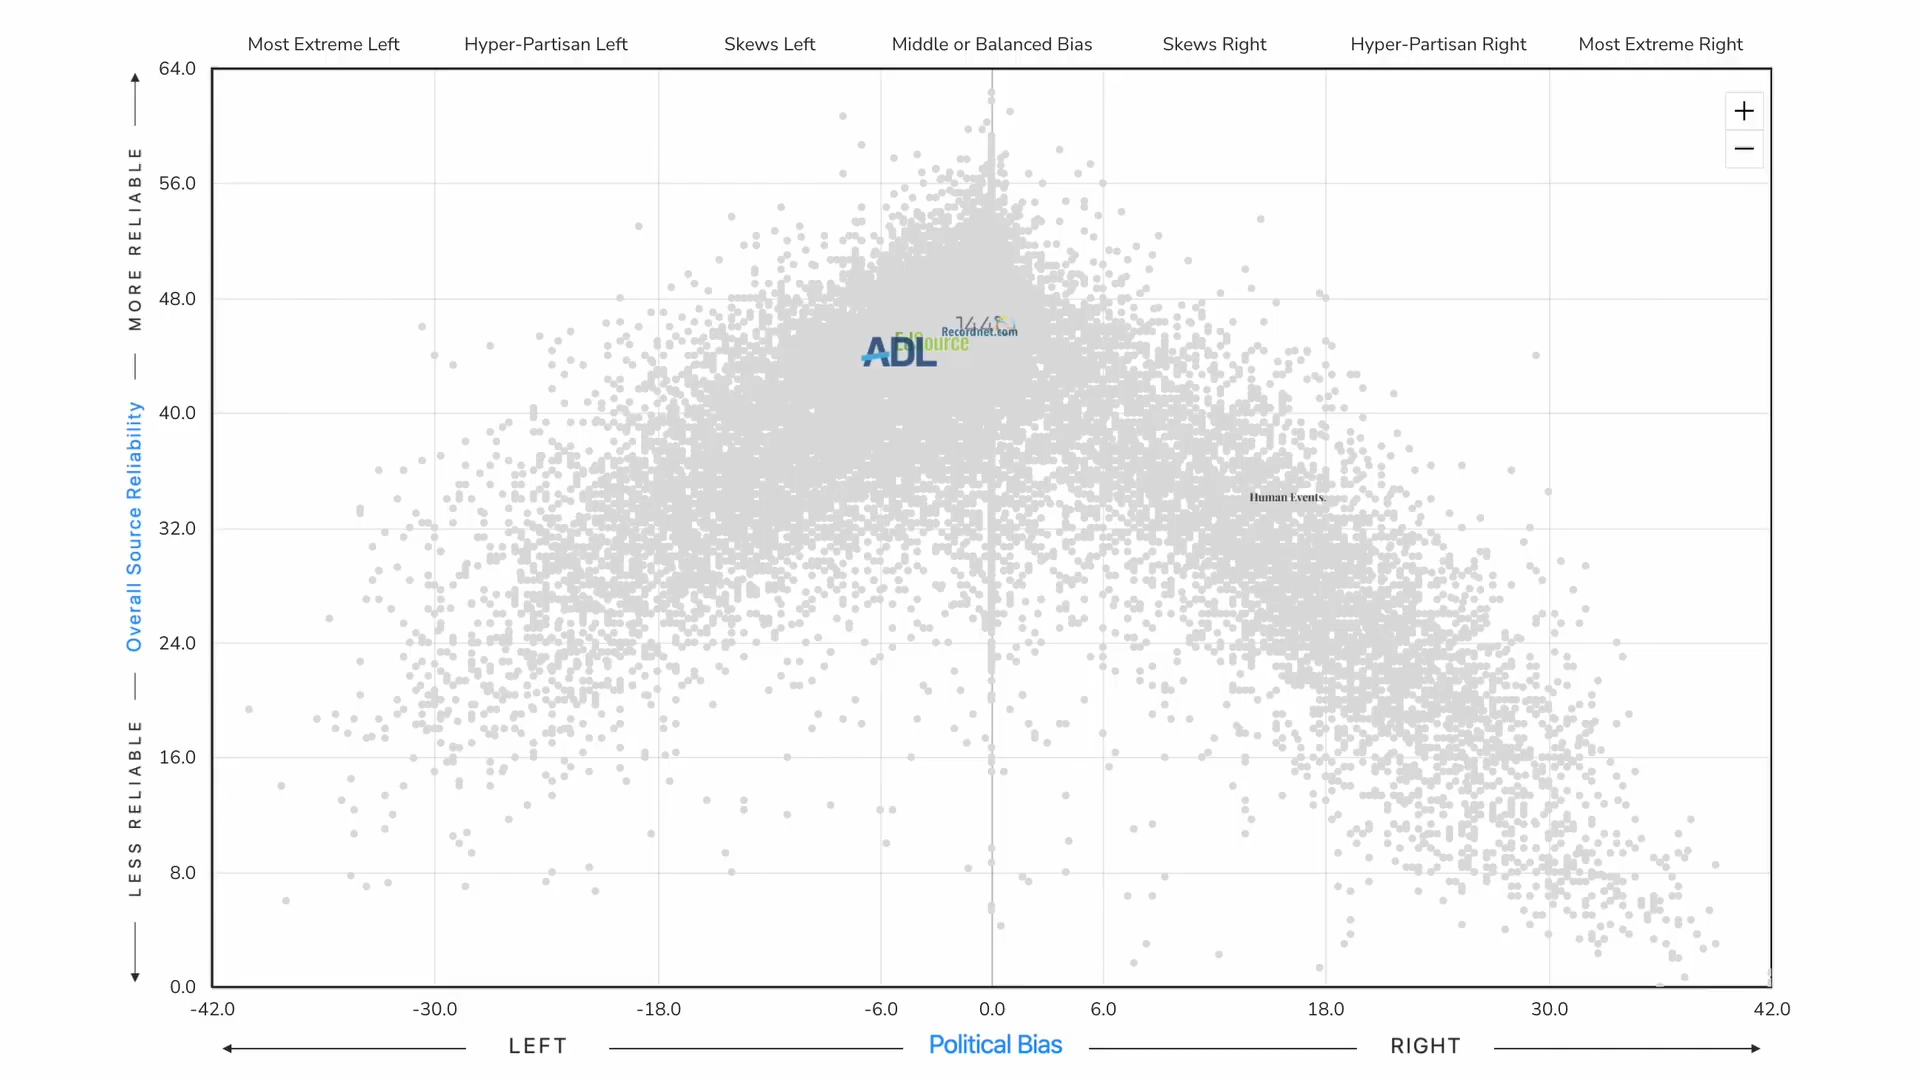 Most Extreme Left
Hyper-Partisan Left
Skews Left
Middle or Balanced Bias
Skews Right
Hyper-Partisan Right
Most Extreme Right
+
−
64.0
56.0
48.0
40.0
32.0
24.0
16.0
8.0
0.0
MORE RELIABLE
Overall Source Reliability
LESS RELIABLE
1440
Recordnet.com
EdSource
ADL
Human Events.
-42.0
-30.0
-18.0
-6.0
0.0
6.0
18.0
30.0
42.0
LEFT
Political Bias
RIGHT